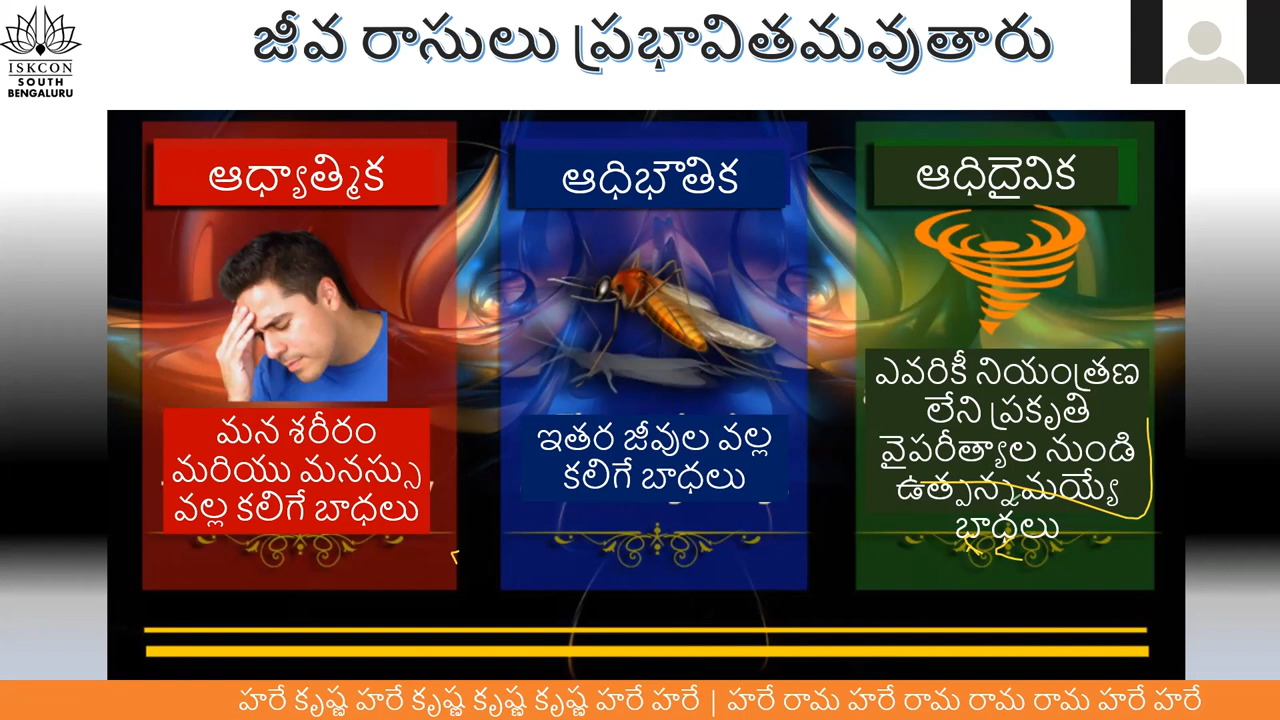 జీవ రాసులు ప్రభావితమవుతారు
ISKCON
SOUTH
BENGALURU
ఆధ్యాత్మిక
మన శరీరం
మరియు మనస్సు
వల్ల కలిగే బాధలు
ఆధిభౌతిక
ఇతర జీవుల వల్ల
కలిగే బాధలు
ఆధిదైవిక
ఎవరికీ నియంత్రణ
లేని ప్రకృతి
వైపరీత్యాల నుండి
ఉత్పన్నమయ్యే
భాధలు
హరే కృష్ణ హరే కృష్ణ కృష్ణ కృష్ణ హరే హరే | హరే రామ హరే రామ రామ రామ హరే హరే